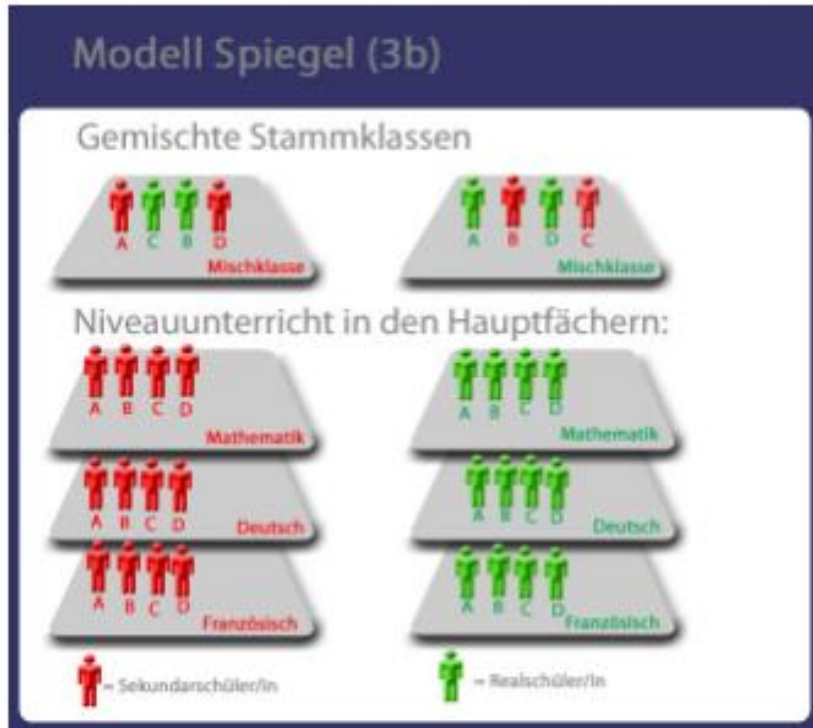 Modell Spiegel (3b)
Gemischte Stammklassen
A C B D
Mischklasse
A B D C
Mischklasse
Niveauunterricht in den Hauptfächern:
A B C D
Mathematik
A B C D
Mathematik
A B C D
Deutsch
A B C D
Deutsch
A B C D
Französisch
A B C D
Französisch
= Sekundarschüler/in
= Realschüler/in